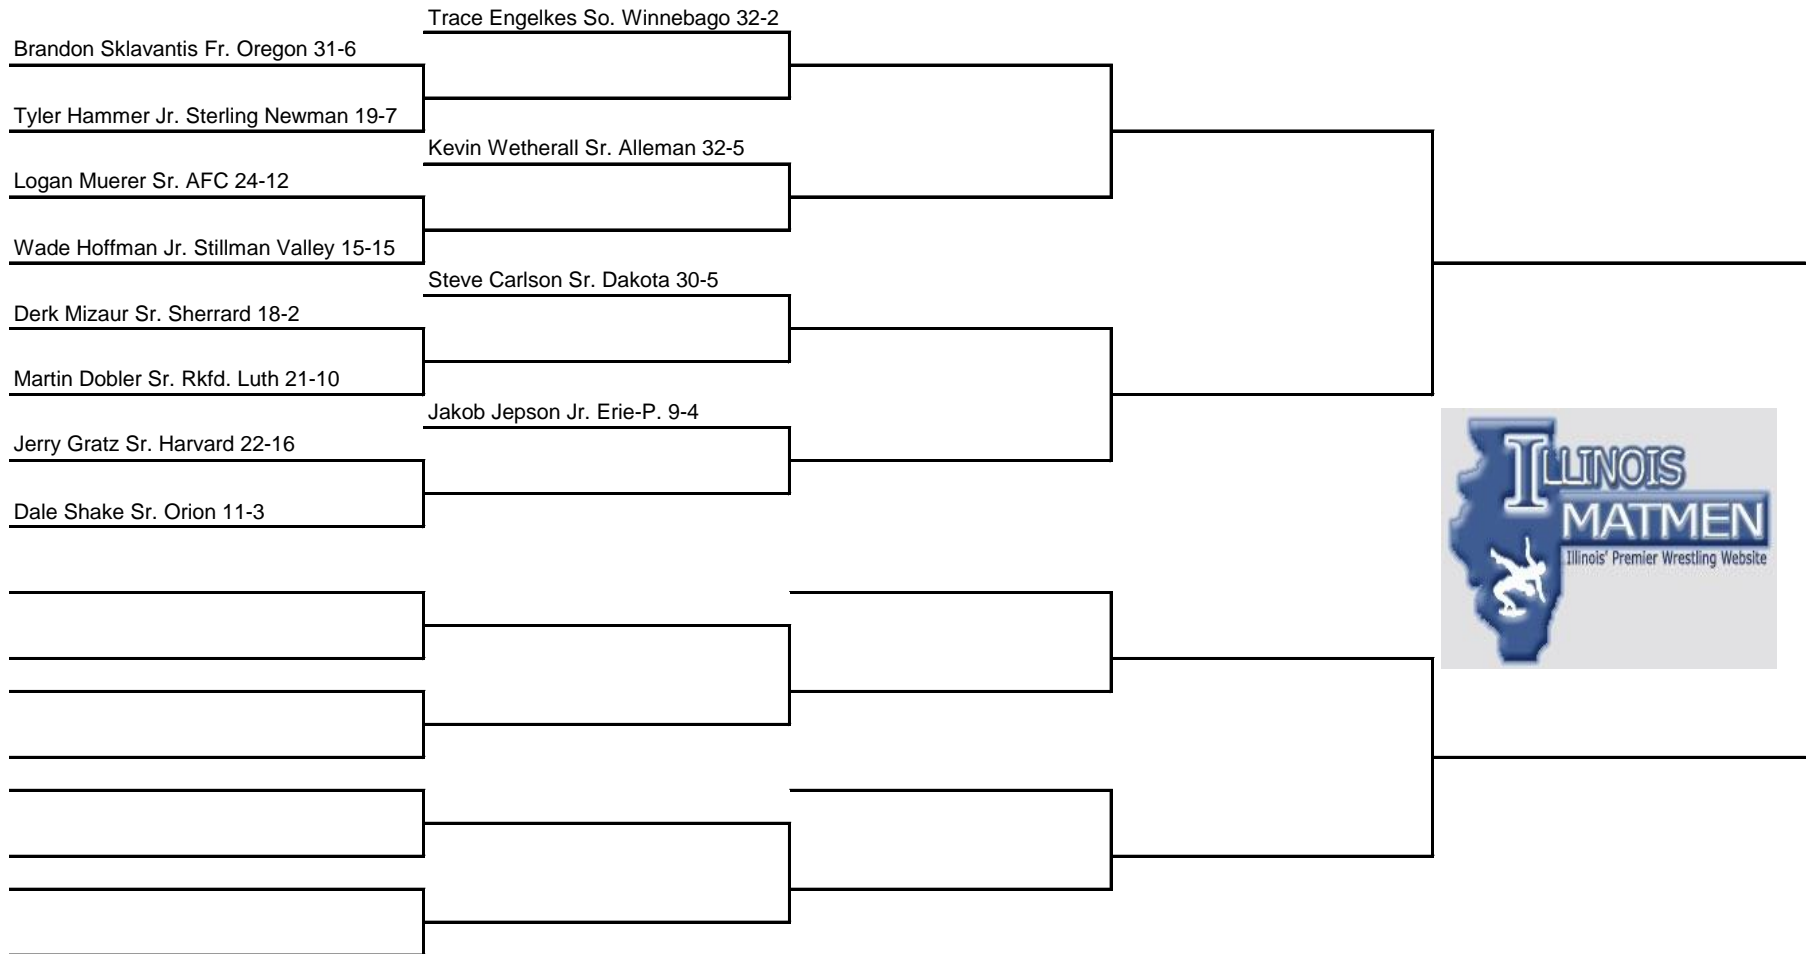 Trace Engelkes So. Winnebago 32-2
Brandon Sklavantis Fr. Oregon 31-6
Tyler Hammer Jr. Sterling Newman 19-7
Kevin Wetherall Sr. Alleman 32-5
Logan Muerer Sr. AFC 24-12
Wade Hoffman Jr. Stillman Valley 15-15
Steve Carlson Sr. Dakota 30-5
Derk Mizaur Sr. Sherrard 18-2
Martin Dobler Sr. Rkfd. Luth 21-10
Jakob Jepson Jr. Erie-P. 9-4
Jerry Gratz Sr. Harvard 22-16
Dale Shake Sr. Orion 11-3
ILLINOIS
MATMEN
Illinois' Premier Wrestling Website